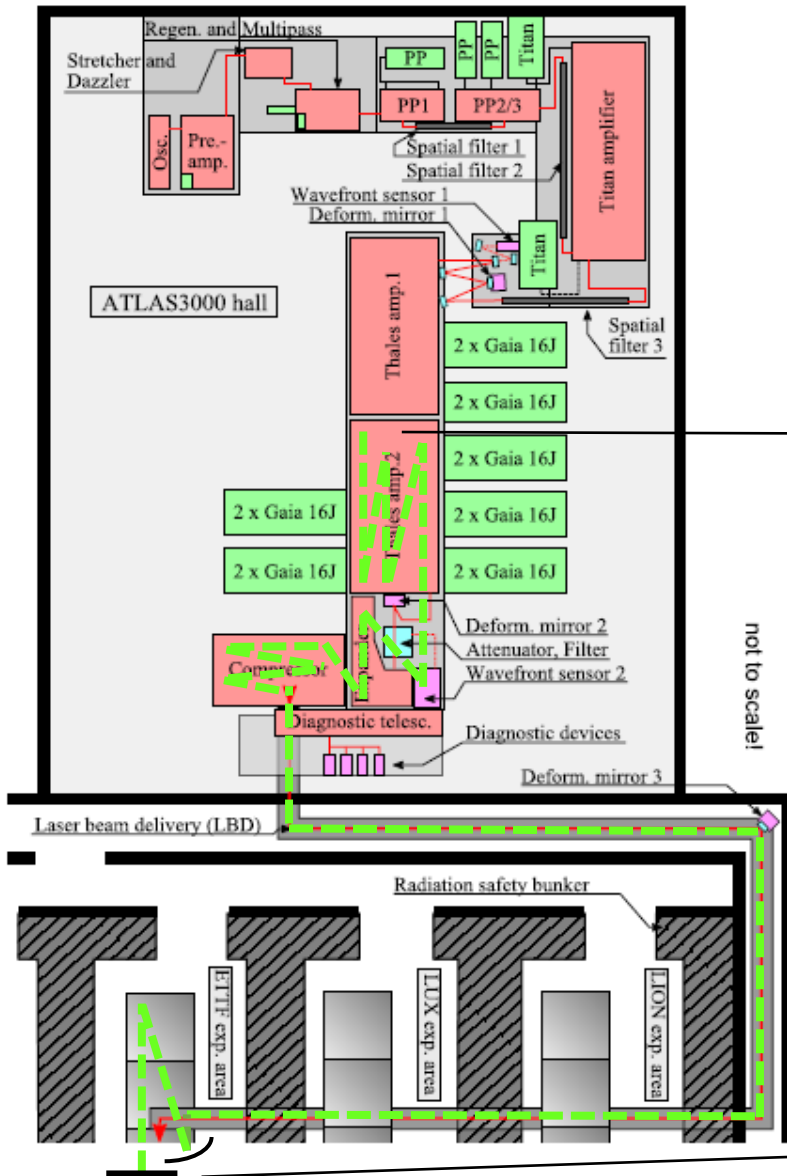 Regen. and Multipass
Stretcher and
Dazzler
PP
PP
PP
Titan
Osc.
Pre.-
amp.
PP1
PP2/3
Titan amplifier
Spatial filter 1
Spatial filter 2
Wavefront sensor 1
Deform. mirror 1
Titan
ATLAS3000 hall
Thales amp.1
Spatial
filter 3
2 x Gaia 16J
2 x Gaia 16J
2 x Gaia 16J
Thales amp.2
2 x Gaia 16J
2 x Gaia 16J
2 x Gaia 16J
2 x Gaia 16J
Deform. mirror 2
Attenuator, Filter
Compressor
Wavefront sensor 2
not to scale!
Diagnostic telesc.
Diagnostic devices
Deform. mirror 3
Laser beam delivery (LBD)
Radiation safety bunker
ETTF exp. area
LUX exp. area
LION exp. area